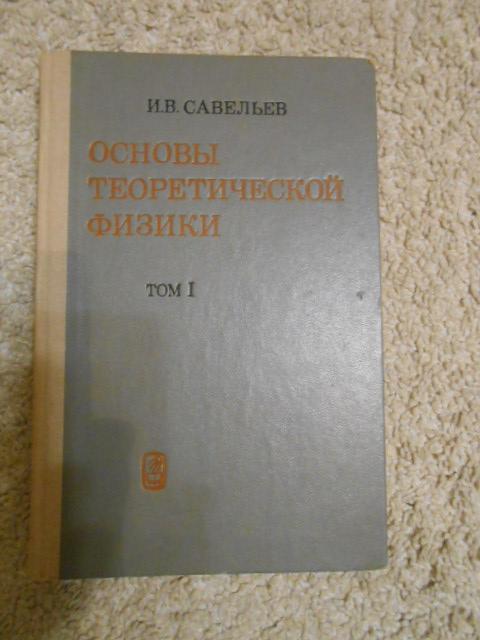 И.В. САВЕЛЬЕВ
ОСНОВЫ
ТЕОРЕТИЧЕСКОЙ
ФИЗИКИ
ТОМ I